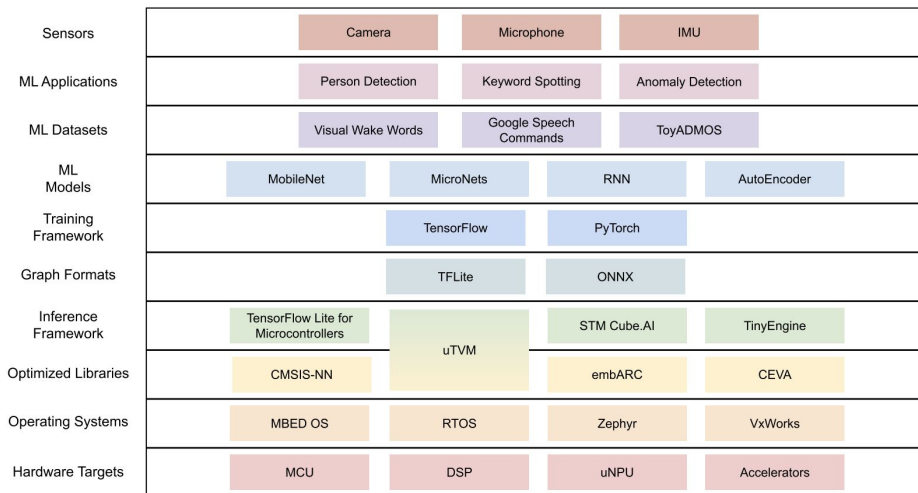 Sensors
Camera
Microphone
IMU
ML Applications
Person Detection
Keyword Spotting
Anomaly Detection
ML Datasets
Visual Wake Words
Google Speech
Commands
ToyADMOS
ML
Models
MobileNet
MicroNets
RNN
AutoEncoder
Training
Framework
TensorFlow
PyTorch
Graph Formats
TFLite
ONNX
Inference
Framework
TensorFlow Lite for
Microcontrollers
uTVM
STM Cube.AI
TinyEngine
Optimized Libraries
CMSIS-NN
embARC
CEVA
Operating Systems
MBED OS
RTOS
Zephyr
VxWorks
Hardware Targets
MCU
DSP
uNPU
Accelerators